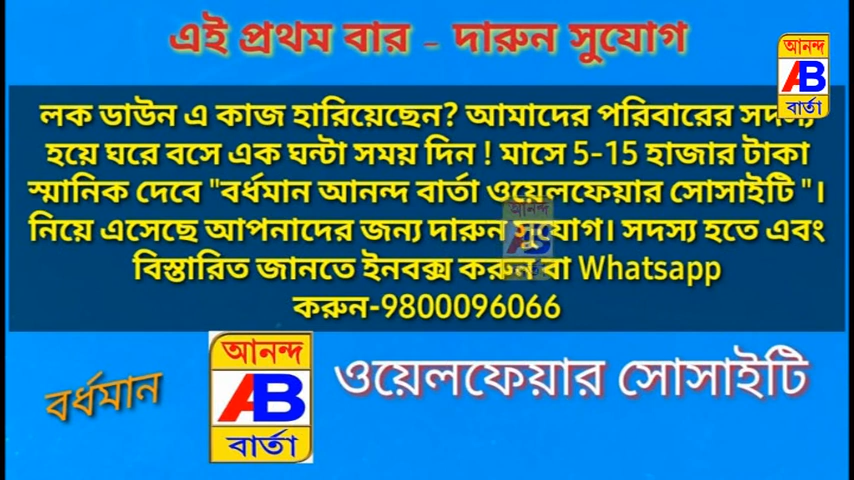 এই প্রথম বার - দারুন সুযোগ
আনন্দ
AB
বার্তা
লক ডাউন এ কাজ হারিয়েছেন? আমাদের পরিবারের সদস্য
হয়ে ঘরে বসে এক ঘন্টা সময় দিন ! মাসে 5-15 হাজার টাকা
স্মানিক দেবে "বর্ধমান আনন্দ বার্তা ওয়েলফেয়ার সোসাইটি "।
নিয়ে এসেছে আপনাদের জন্য দারুন সুযোগ। সদস্য হতে এবং
বিস্তারিত জানতে ইনবক্স করুন বা Whatsapp
করুন-9800096066
আনন্দ
AB
বর্ধমান
আনন্দ
AB
বার্তা
ওয়েলফেয়ার সোসাইটি